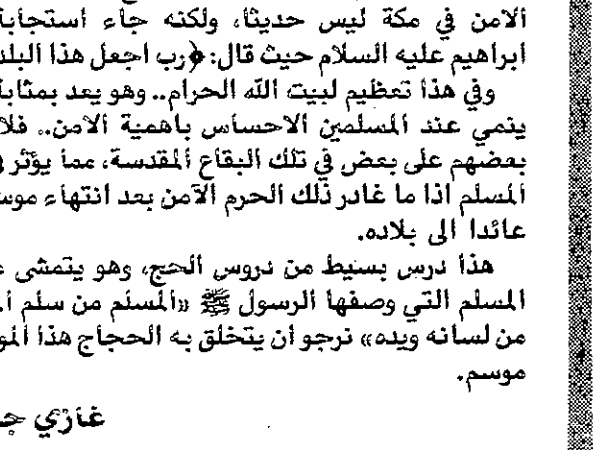 الامن في مكة ليس حديثا، ولكنه جاء استجابة
ابراهيم عليه السلام حيث قال: ﴿رب اجعل هذا البلد
وفي هذا تعظيم لبيت الله الحرام.. وهو يعد بمثابة
ينمي عند المسلمين الاحساس باهمية الامن.. فلا
بعضهم على بعض في تلك البقاع المقدسة، مما يؤثر
المسلم اذا ما غادر ذلك الحرم الآمن بعد انتهاء
عائدا الى بلاده.
هذا درس بسيط من دروس الحج، وهو يتمشى
المسلم التي وصفها الرسول ﷺ «المسلم من سلم
من لسانه ويده» نرجو ان يتخلق به الحجاج هذا
موسم.
غازي